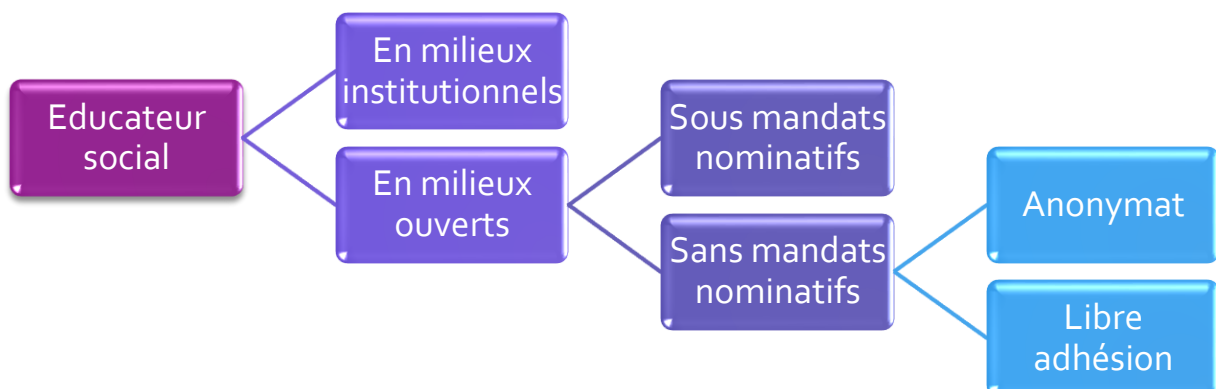 Educateur
social
En milieux
institutionnels
En milieux
ouverts
Sous mandats
nominatifs
Sans mandats
nominatifs
Anonymat
Libre
adhésion